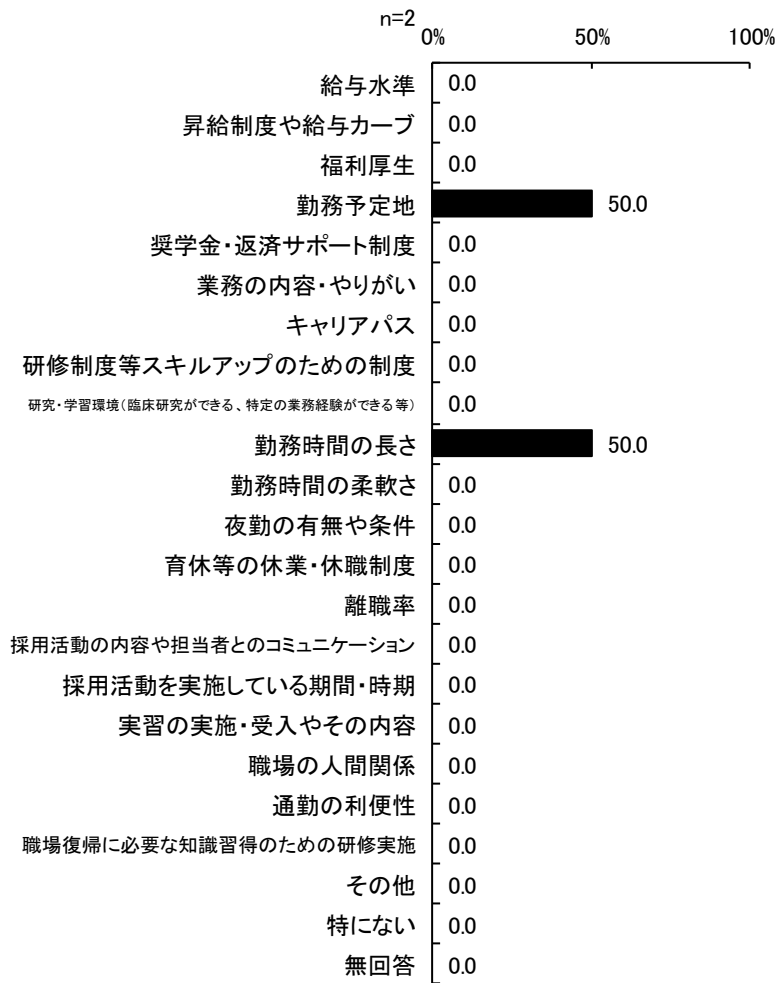 n=2
0% 50% 100%
給与水準 0.0
昇給制度や給与カーブ 0.0
福利厚生 0.0
勤務予定地 50.0
奨学金・返済サポート制度 0.0
業務の内容・やりがい 0.0
キャリアパス 0.0
研修制度等スキルアップのための制度 0.0
研究・学習環境（臨床研究ができる、特定の業務経験ができる等） 0.0
勤務時間の長さ 50.0
勤務時間の柔軟さ 0.0
夜勤の有無や条件 0.0
育休等の休業・休職制度 0.0
離職率 0.0
採用活動の内容や担当者とのコミュニケーション 0.0
採用活動を実施している期間・時期 0.0
実習の実施・受入やその内容 0.0
職場の人間関係 0.0
通勤の利便性 0.0
職場復帰に必要な知識習得のための研修実施 0.0
その他 0.0
特にない 0.0
無回答 0.0